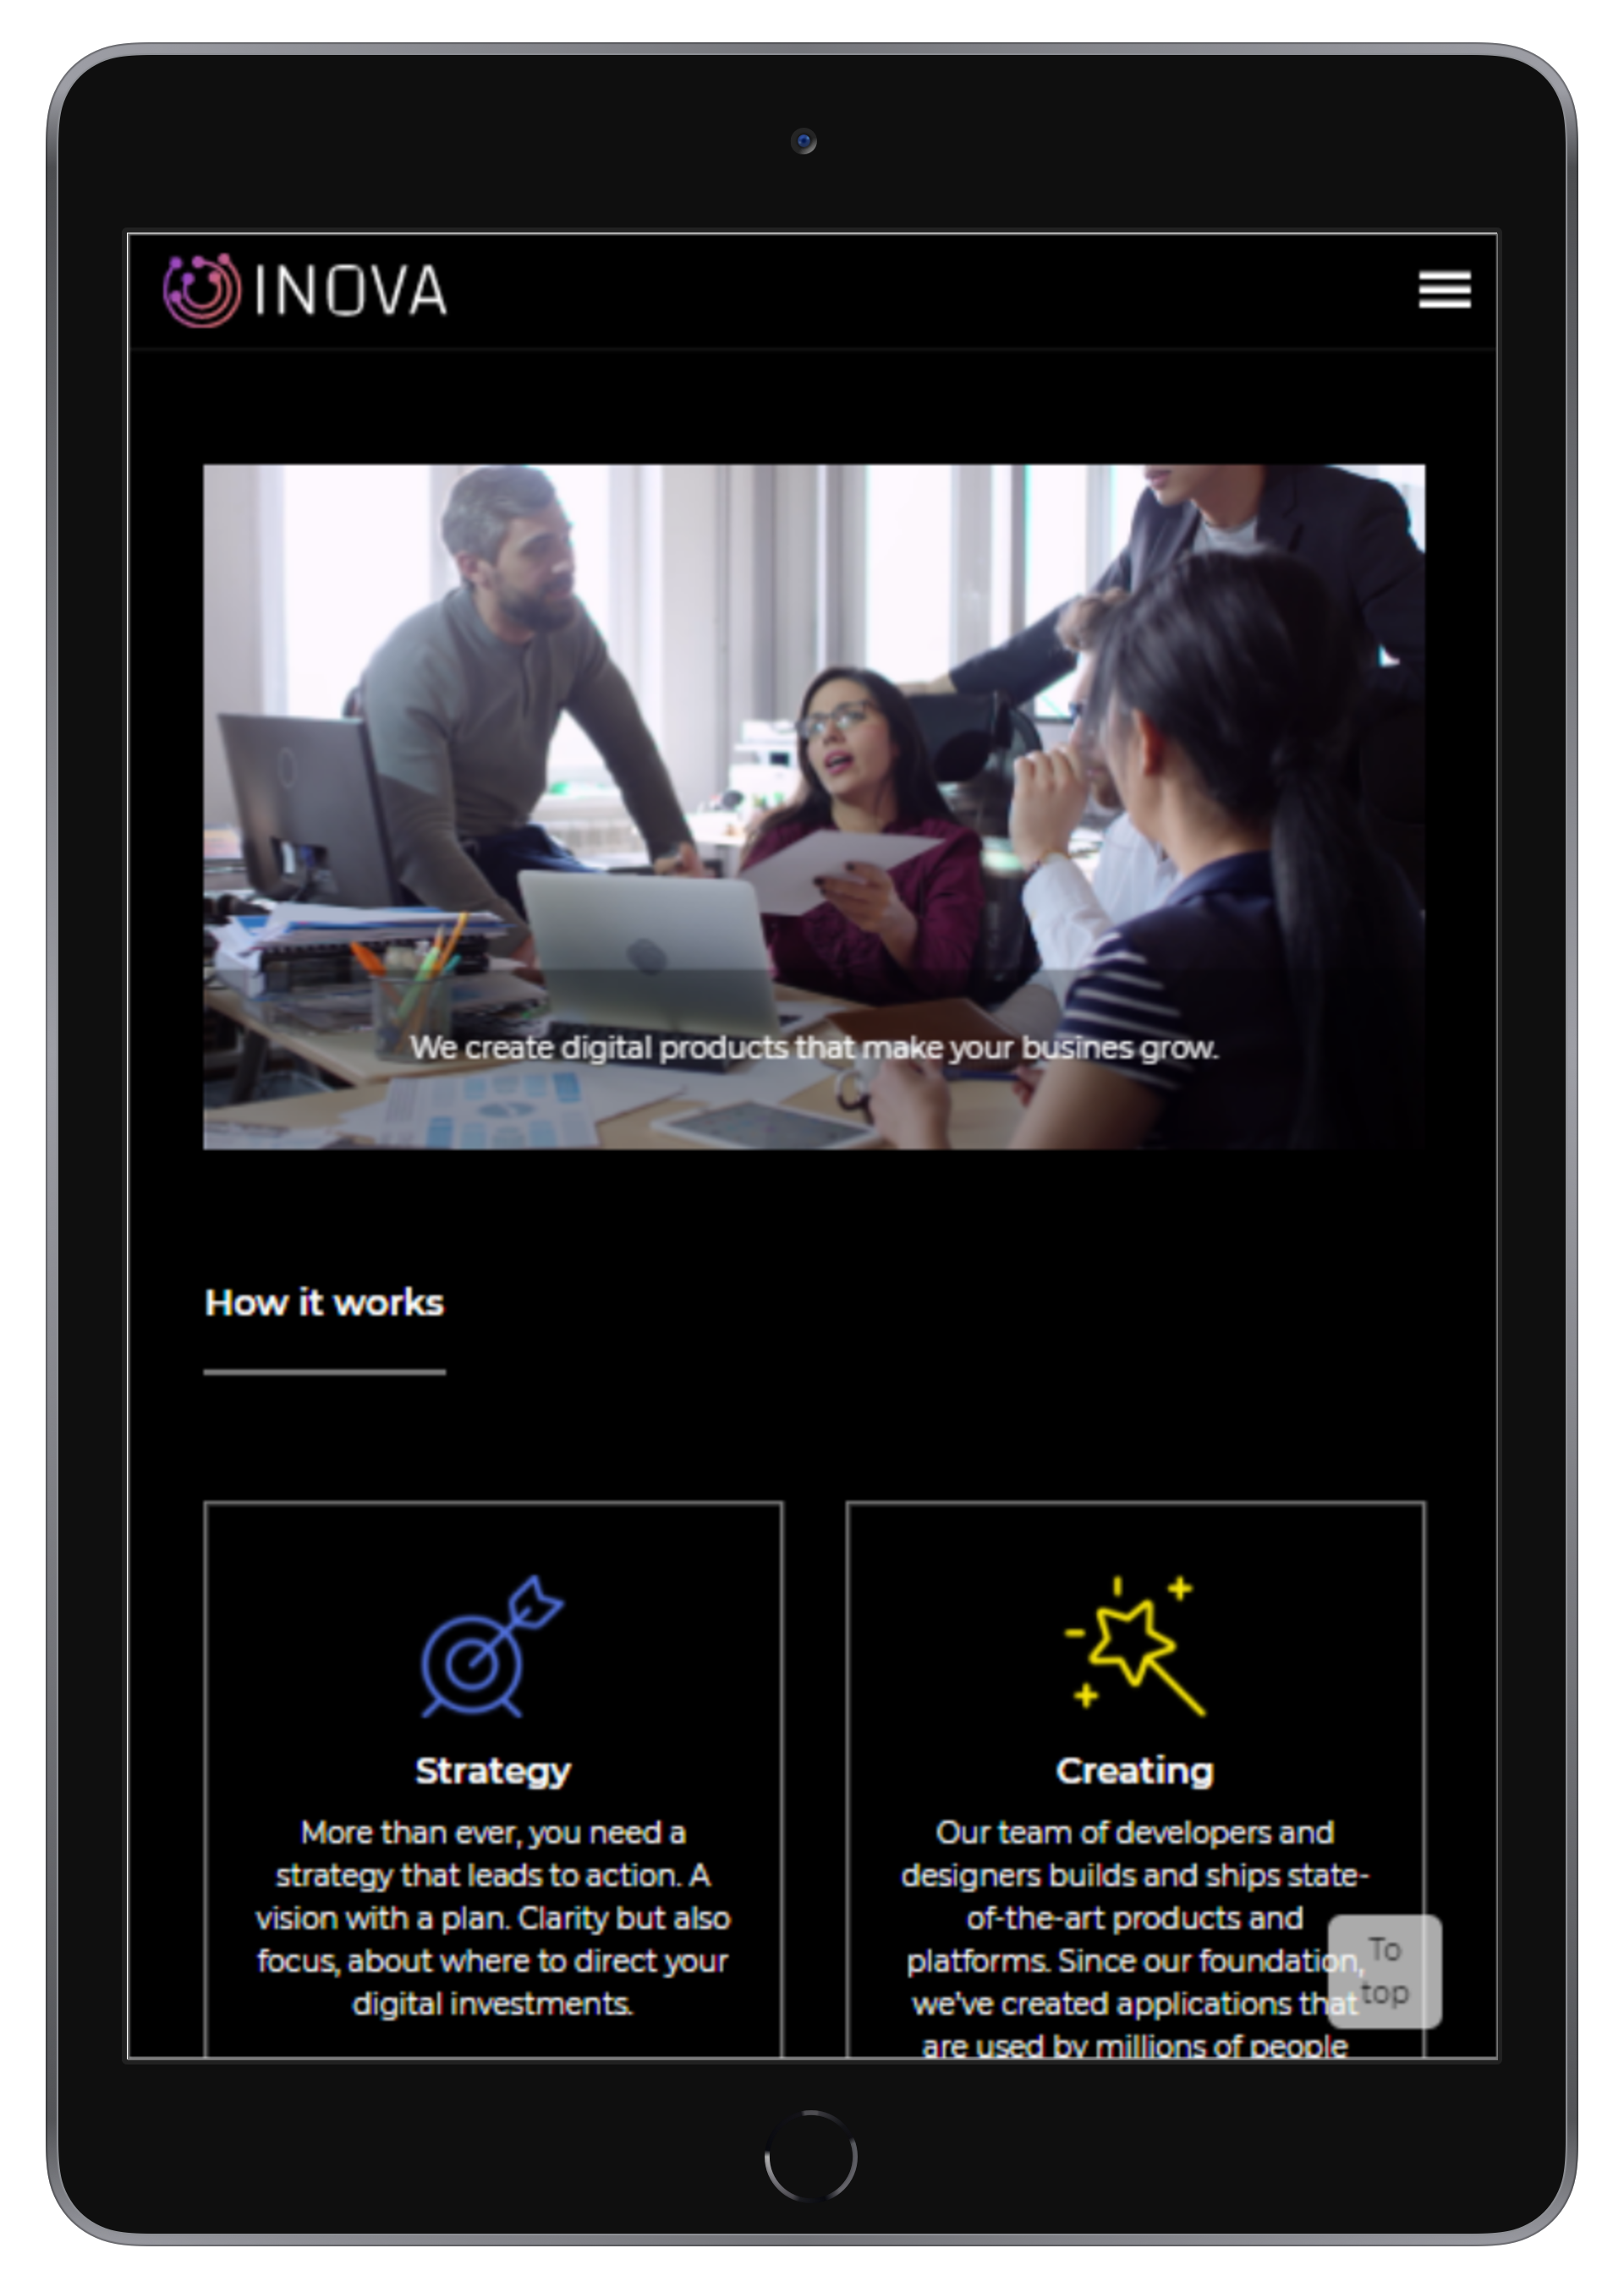 INOVA
We create digital products that make your busines grow.
How it works
Strategy
More than ever, you need a
strategy that leads to action. A
vision with a plan. Clarity but also
focus, about where to direct your
digital investments.
Creating
Our team of developers and
designers builds and ships state-
of-the-art products and
platforms. Since our foundation,
we've created applications that
are used by millions of people
To
top